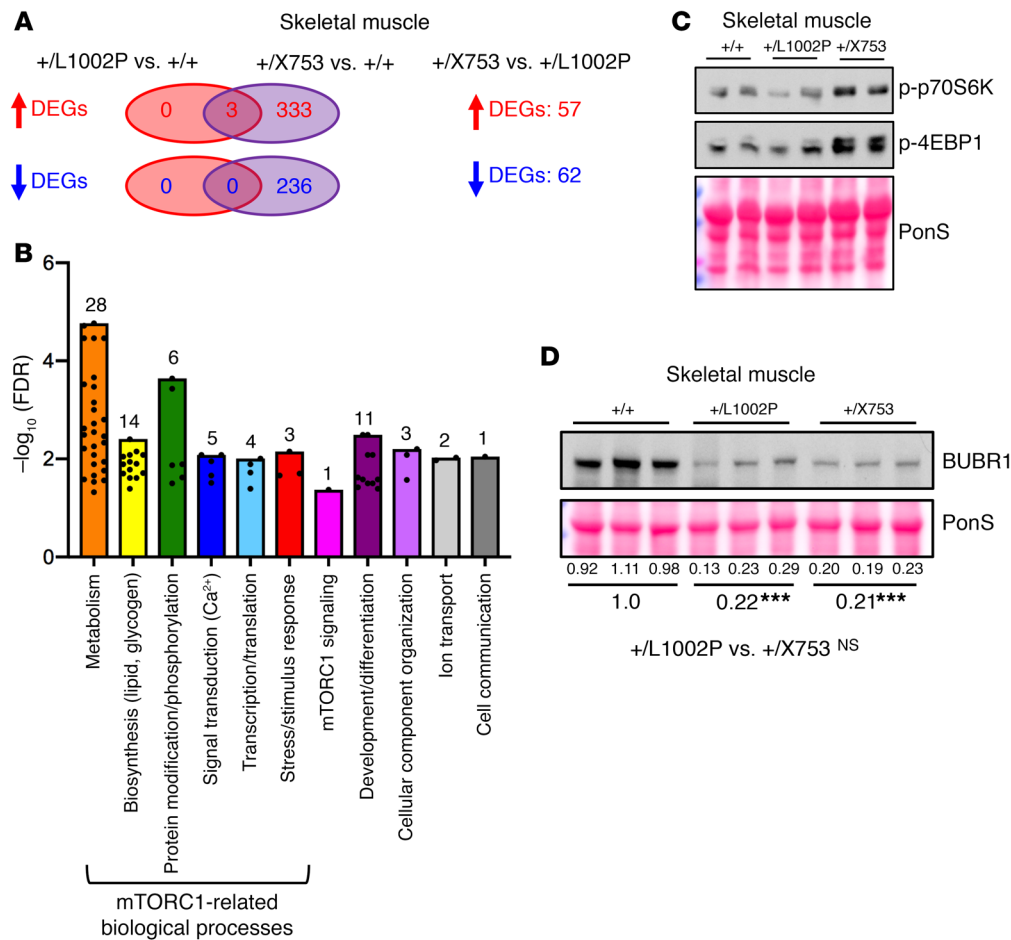 A
Skeletal muscle
+/L1002P vs. +/+
+/X753 vs. +/+
+/X753 vs. +/L1002P
DEGs
0
3
333
DEGs: 57
DEGs
0
0
236
DEGs: 62
B
–log10 (FDR)
6
4
2
0
28
14
6
5
4
3
1
11
3
2
1
Metabolism
Biosynthesis (lipid, glycogen)
Protein modification/phosphorylation
Signal transduction (Ca2+)
Transcription/translation
Stress/stimulus response
mTORC1 signaling
Development/differentiation
Cellular component organization
Ion transport
Cell communication
mTORC1-related
biological processes
C
Skeletal muscle
+/+
+/L1002P
+/X753
p-p70S6K
p-4EBP1
PonS
D
Skeletal muscle
+/+
+/L1002P
+/X753
BUBR1
PonS
0.92 1.11 0.98 0.13 0.23 0.29 0.20 0.19 0.23
1.0
0.22***
0.21***
+/L1002P vs. +/X753 NS